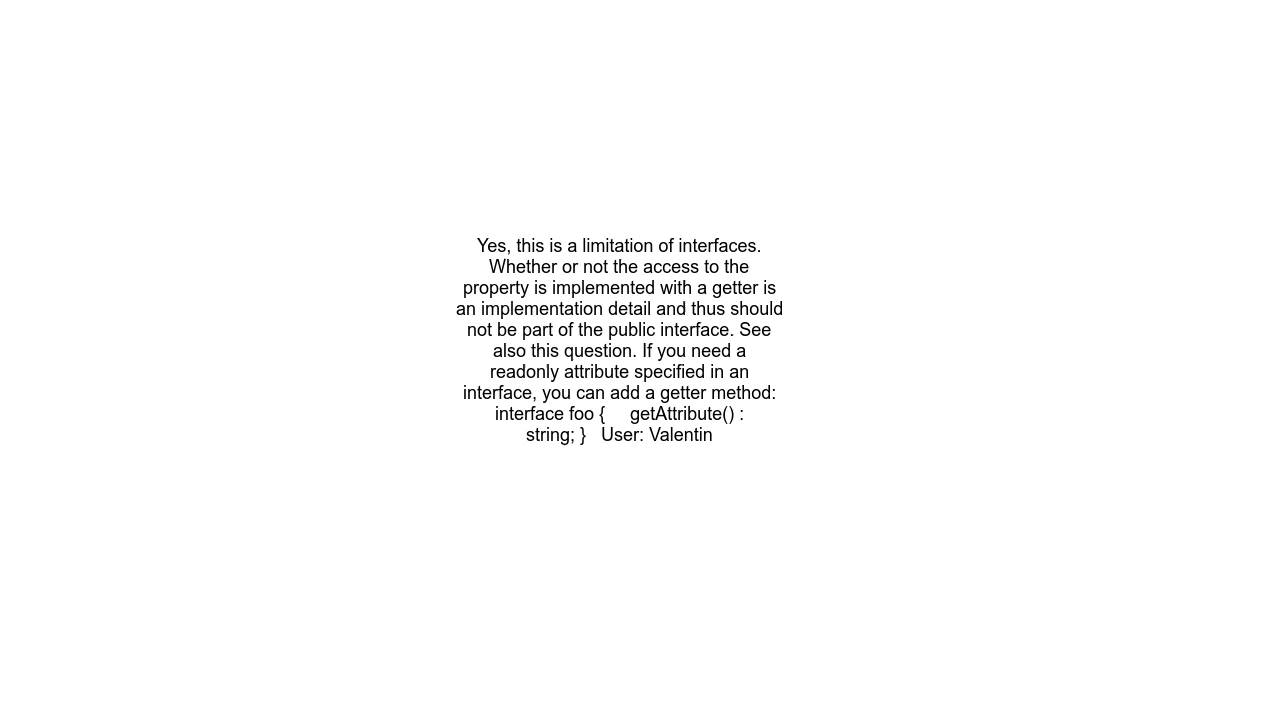 Yes, this is a limitation of interfaces.
Whether or not the access to the
property is implemented with a getter is
an implementation detail and thus should
not be part of the public interface. See
also this question. If you need a
readonly attribute specified in an
interface, you can add a getter method:
interface foo {     getAttribute() :
string; }   User: Valentin